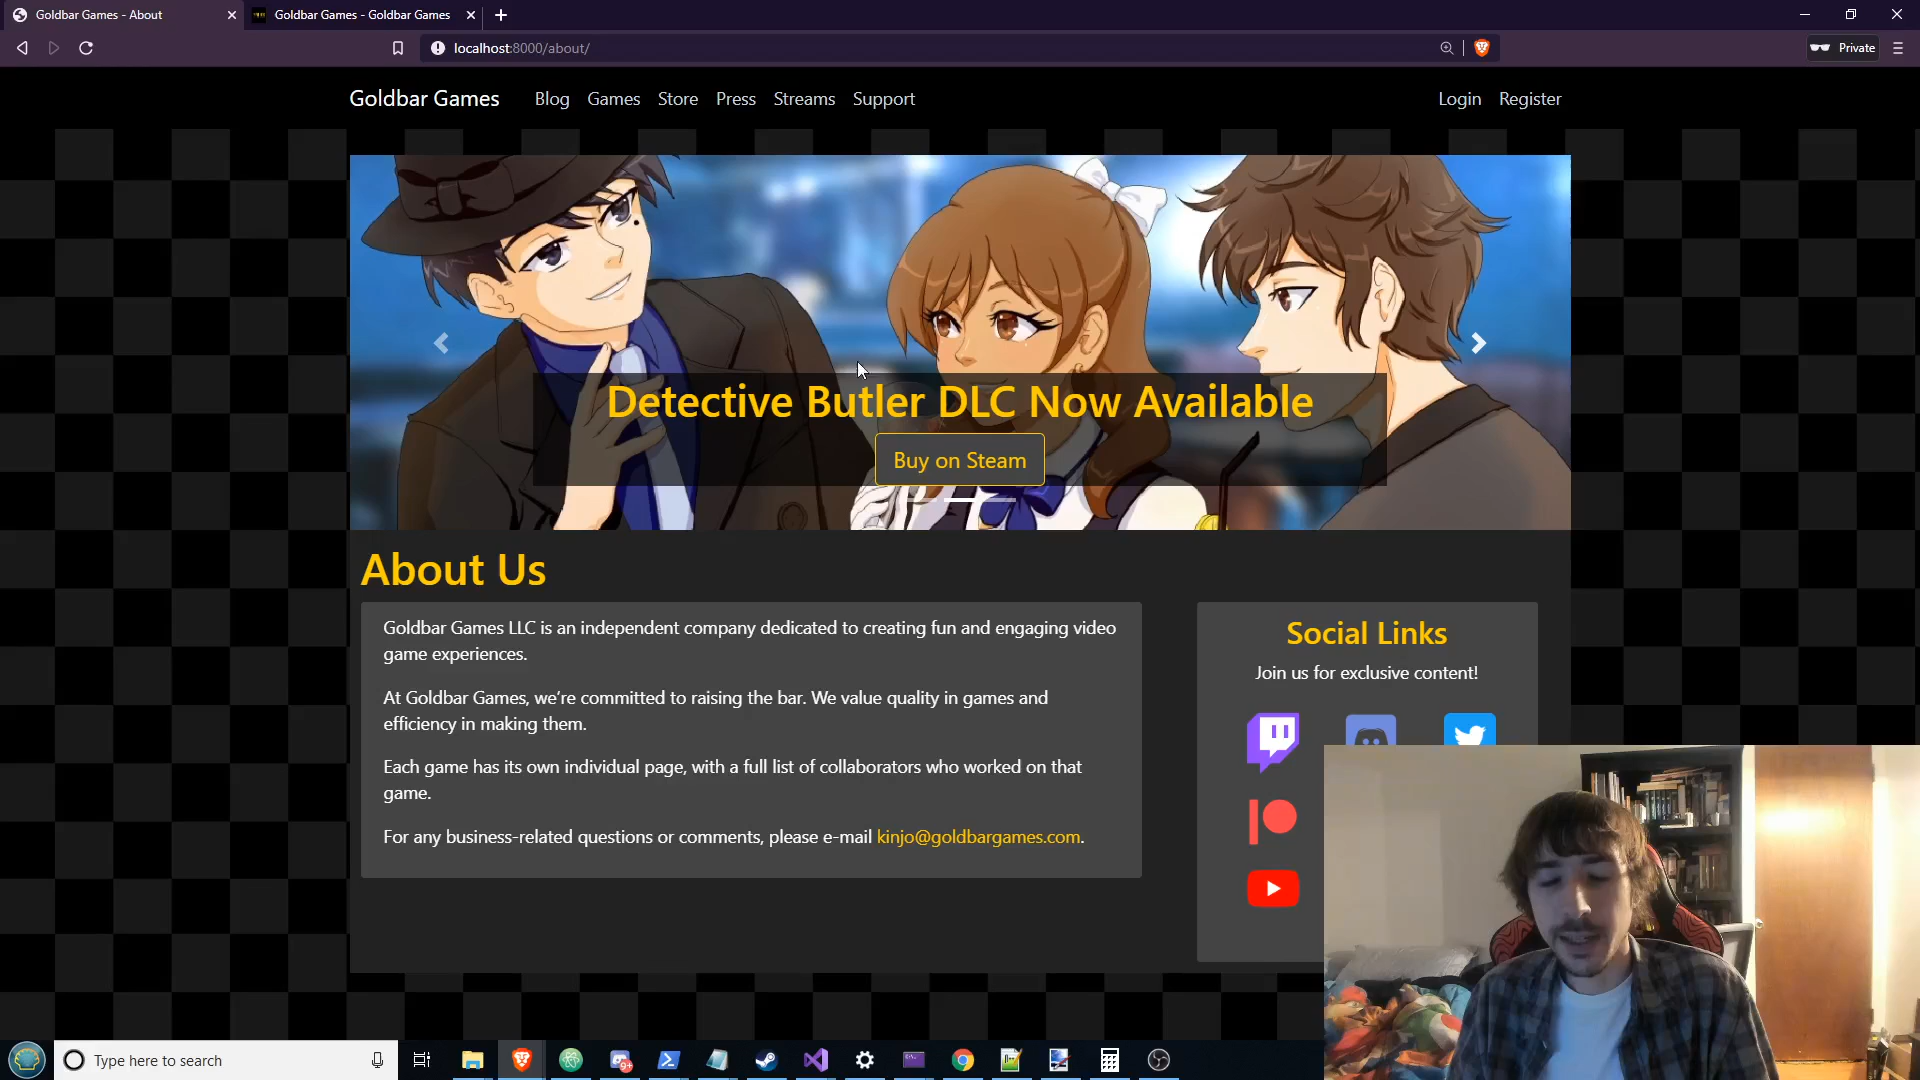 Goldbar Games - About
Goldbar Games - Goldbar Games
localhost:8000/about/
Private
Goldbar Games Blog Games Store Press Streams Support Login Register
Detective Butler DLC Now Available
Buy on Steam
About Us
Goldbar Games LLC is an independent company dedicated to creating fun and engaging video
game experiences.
At Goldbar Games, we're committed to raising the bar. We value quality in games and
efficiency in making them.
Each game has its own individual page, with a full list of collaborators who worked on that
game.
For any business-related questions or comments, please e-mail kinjo@goldbargames.com.
Social Links
Join us for exclusive content!
Type here to search